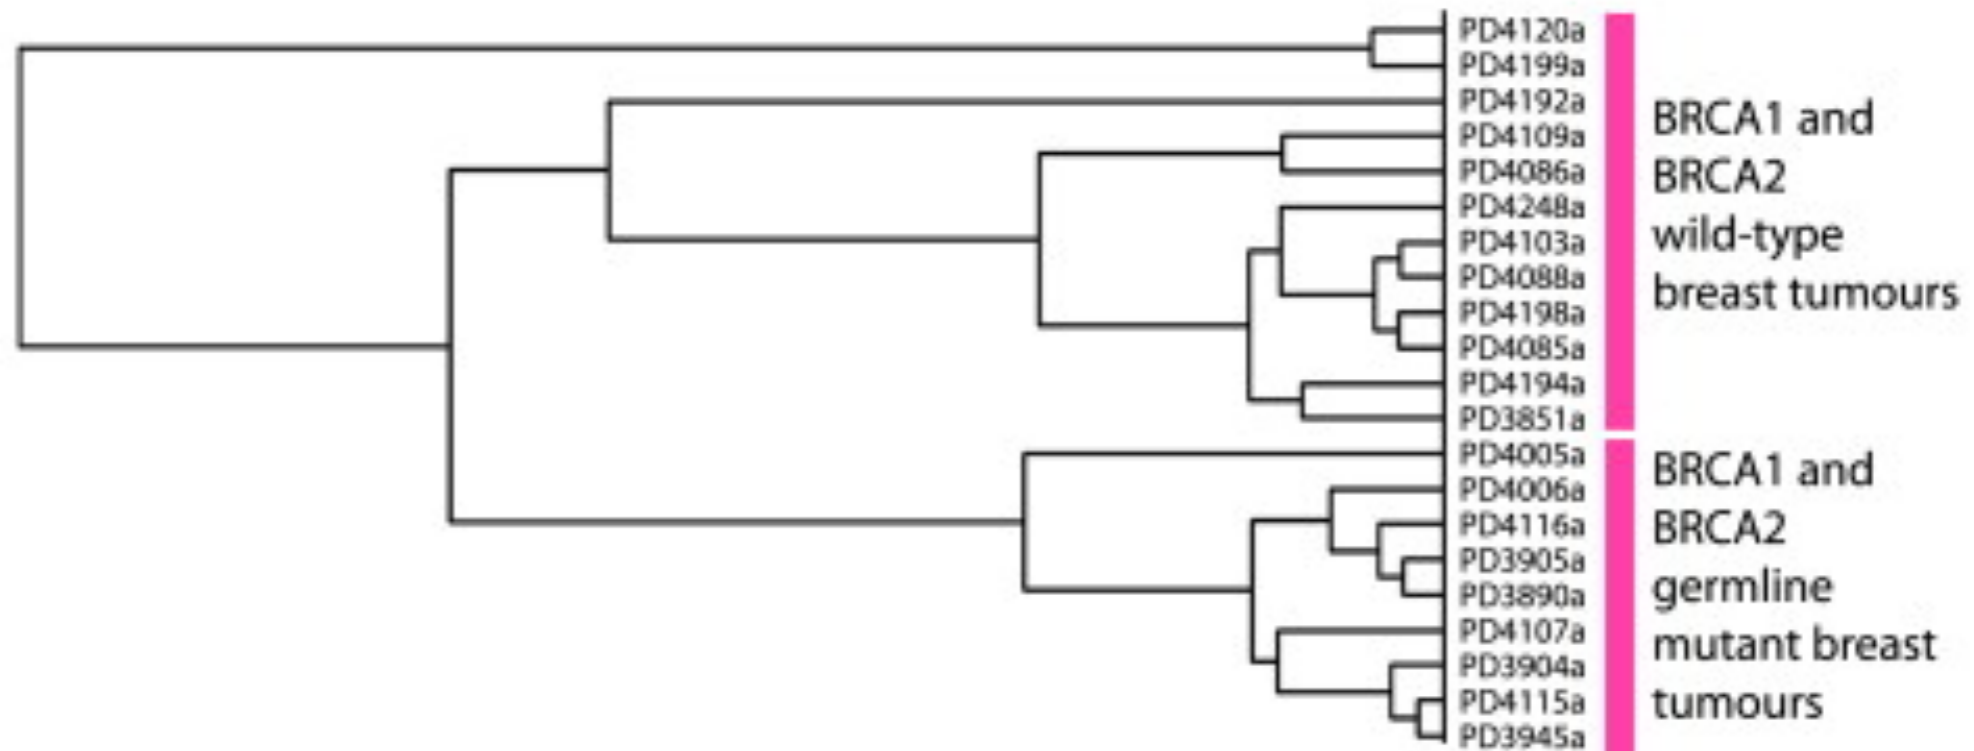 PD4120a
PD4199a
PD4192a
PD4109a
PD4086a
PD4248a
PD4103a
PD4088a
PD4198a
PD4085a
PD4194a
PD3851a
PD4005a
PD4006a
PD4116a
PD3905a
PD3890a
PD4107a
PD3904a
PD4115a
PD3945a
BRCA1 and
BRCA2
wild-type
breast tumours
BRCA1 and
BRCA2
germline
mutant breast
tumours